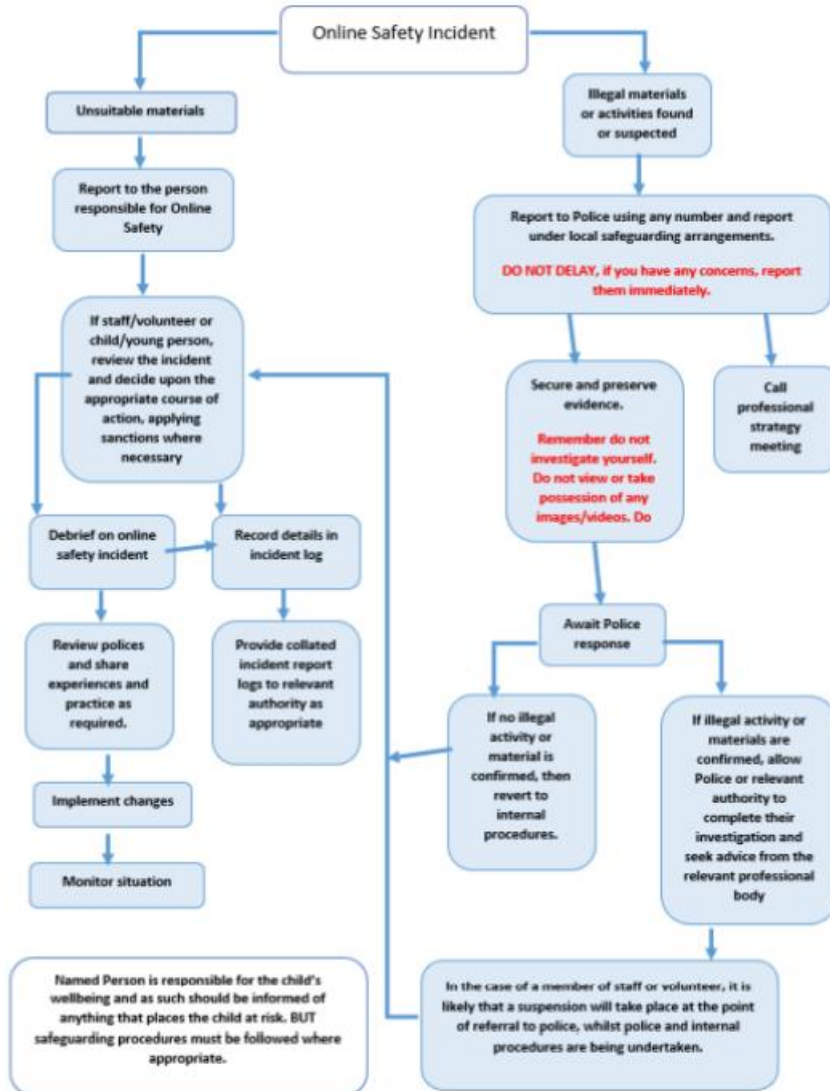 Online Safety Incident
Unsuitable materials
Illegal materials
or activities found
or suspected
Report to the person
responsible for Online
Safety
Report to Police using any number and report
under local safeguarding arrangements.
DO NOT DELAY, if you have any concerns, report
them immediately.
If staff/volunteer or
child/young person,
review the incident
and decide upon the
appropriate course of
action, applying
sanctions where
necessary
Secure and preserve
evidence.
Remember do not
investigate yourself.
Do not view or take
possession of any
images/videos. Do
Call
professional
strategy
meeting
Debrief on online
safety incident
Record details in
incident log
Await Police
response
Review polices
and share
experiences and
practice as
required.
Provide collated
incident report
logs to relevant
authority as
appropriate
If no illegal
activity or
material is
confirmed, then
revert to
internal
procedures.
If illegal activity or
materials are
confirmed, allow
Police or relevant
authority to
complete their
investigation and
seek advice from the
relevant professional
body
Implement changes
Monitor situation
Named Person is responsible for the child's
wellbeing and as such should be informed of
anything that places the child at risk. BUT
safeguarding procedures must be followed where
appropriate.
In the case of a member of staff or volunteer, it is
likely that a suspension will take place at the point
of referral to police, whilst police and internal
procedures are being undertaken.